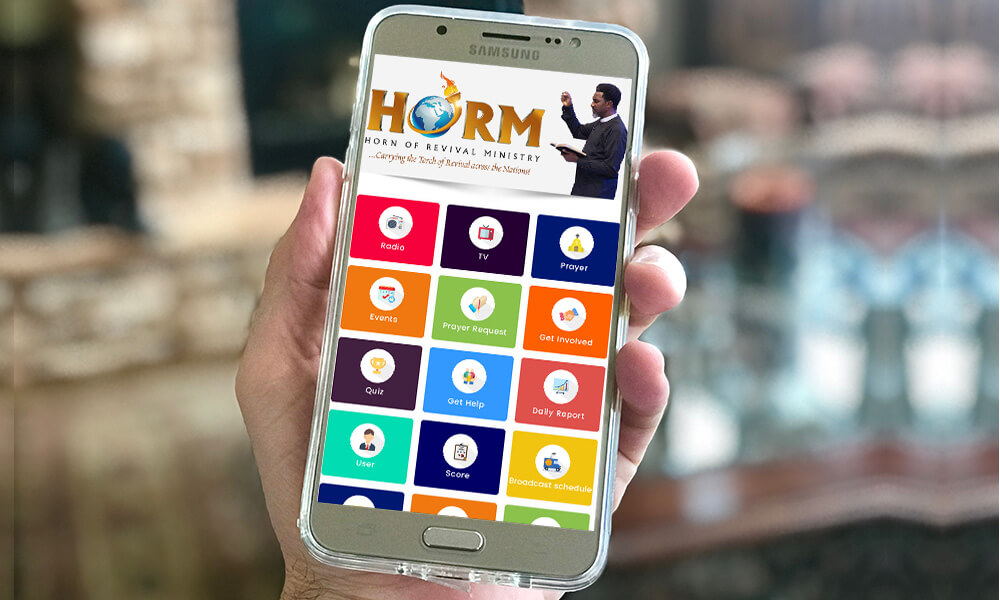 SAMSUNG
HORM
HORN OF REVIVAL MINISTRY
...Carrying the Torch of Revival across the Nations!
Radio
TV
Prayer
Events
Prayer Request
Get Involved
Quiz
Get Help
Daily Report
User
Score
Broadcast schedule